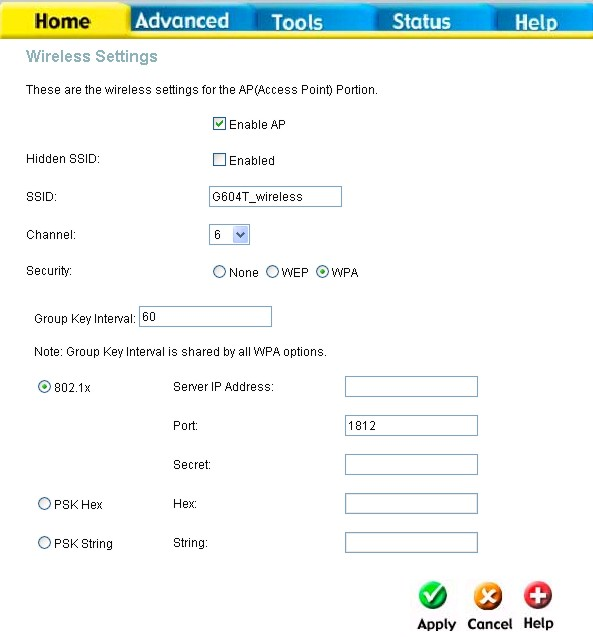 Home Advanced Tools Status Help
Wireless Settings
These are the wireless settings for the AP(Access Point) Portion.
Enable AP
Hidden SSID: Enabled
SSID: G604T_wireless
Channel: 6
Security: None WEP WPA
Group Key Interval: 60
Note: Group Key Interval is shared by all WPA options.
802.1x Server IP Address:
Port: 1812
Secret:
PSK Hex Hex:
PSK String String:
Apply Cancel Help